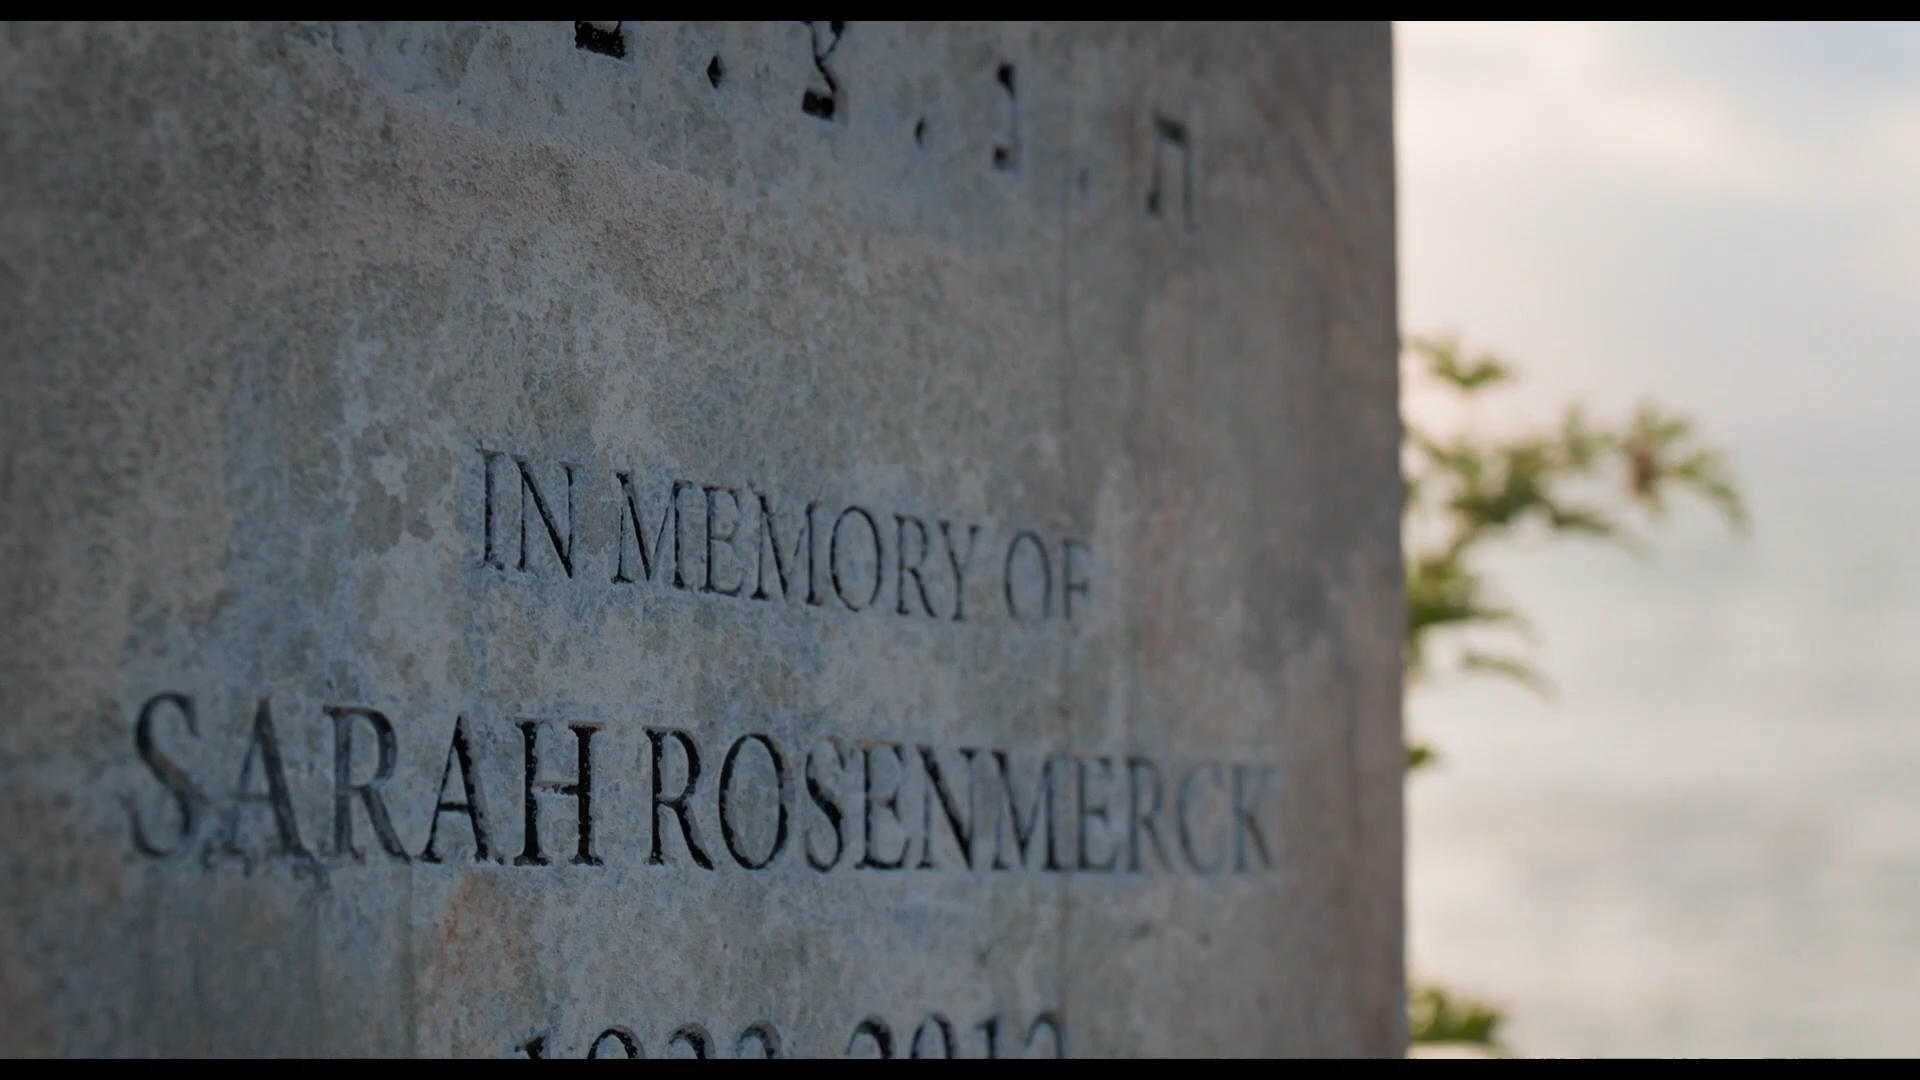 ת.נ.צ.
IN MEMORY OF
SARAH ROSENMERCK